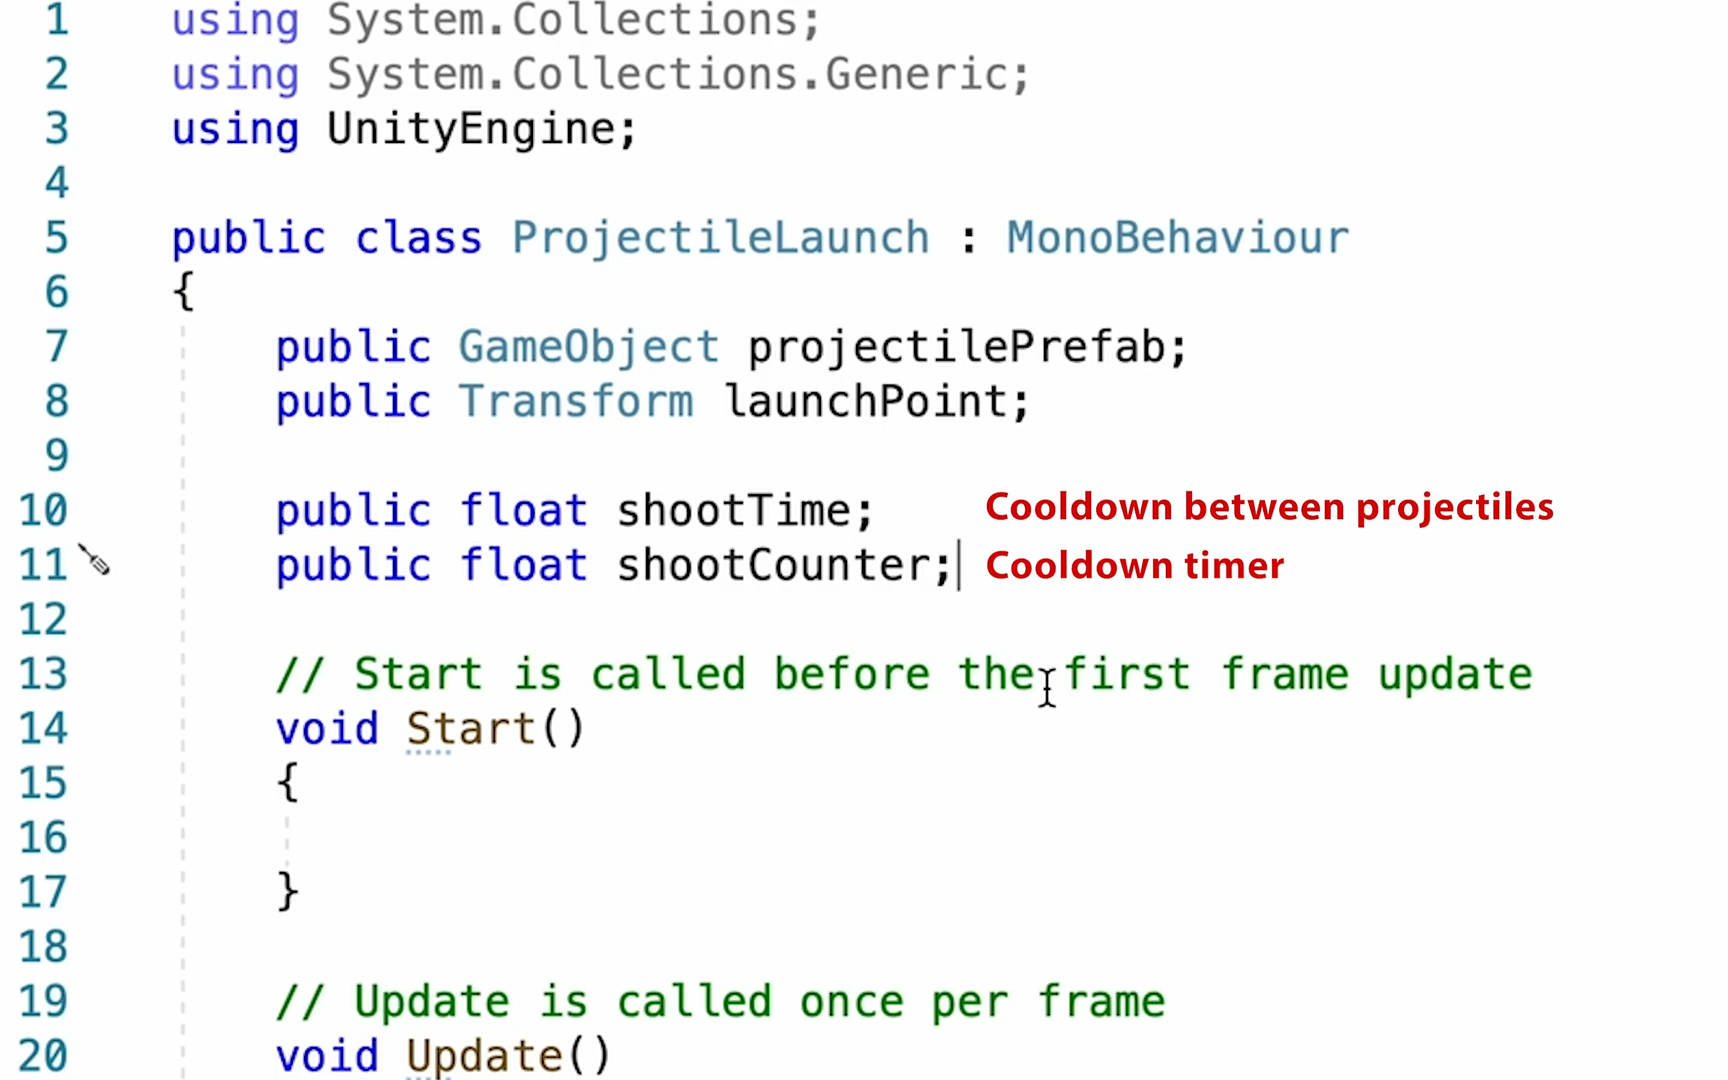 1 using System.Collections;
2 using System.Collections.Generic;
3 using UnityEngine;
4
5 public class ProjectileLaunch : MonoBehaviour
6 {
7 public GameObject projectilePrefab;
8 public Transform launchPoint;
9
10 public float shootTime; Cooldown between projectiles
11 public float shootCounter; Cooldown timer
12
13 // Start is called before the first frame update
14 void Start()
15 {
16
17 }
18
19 // Update is called once per frame
20 void Update()